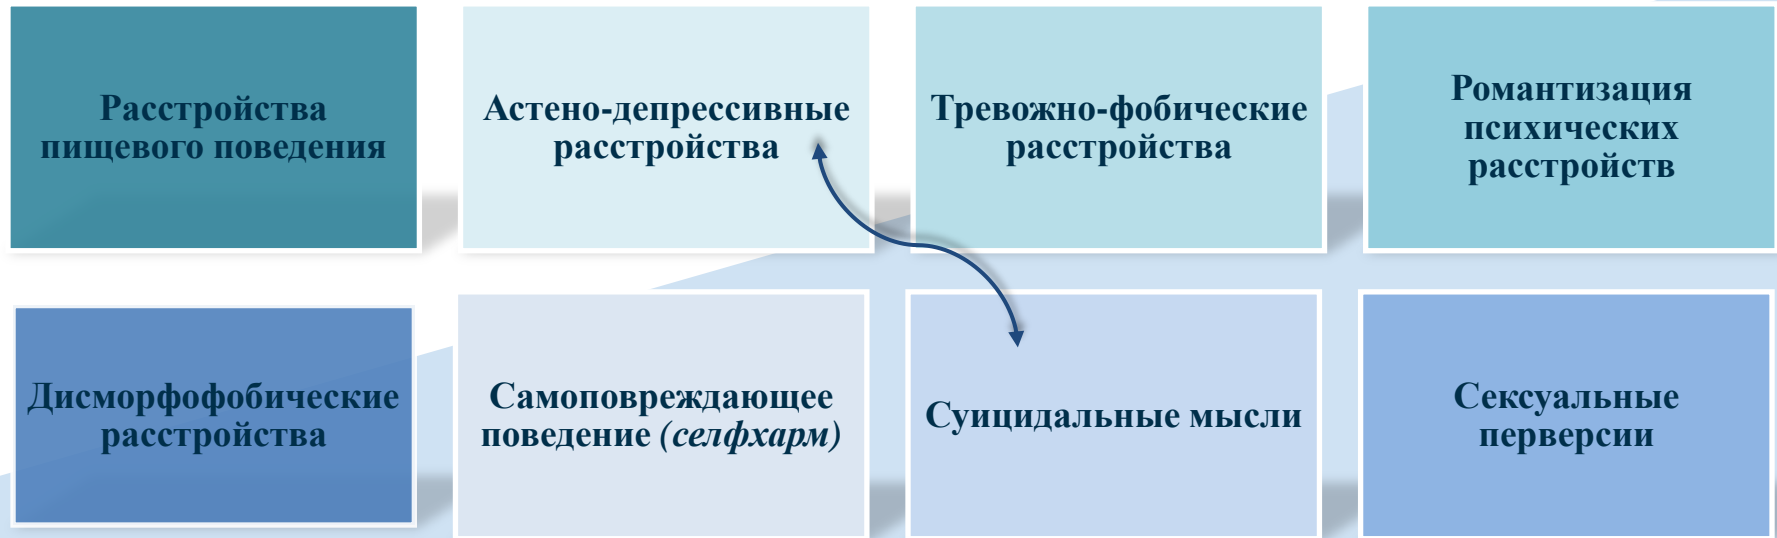 Расстройства
пищевого поведения
Астено-депрессивные
расстройства
Тревожно-фобические
расстройства
Романтизация
психических
расстройств
Дисморфофобические
расстройства
Самоповреждающее
поведение (селфхарм)
Суицидальные мысли
Сексуальные
перверсии